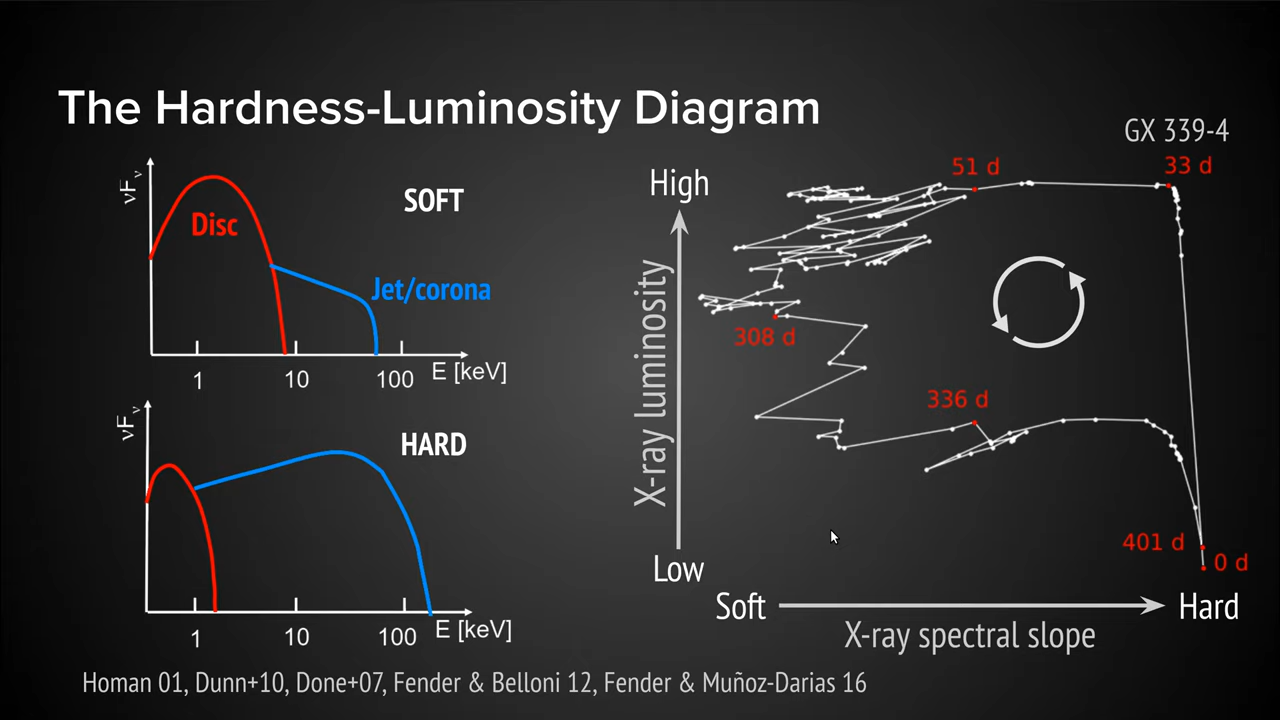 The Hardness-Luminosity Diagram
GX 339-4
νFν
SOFT
Disc
Jet/corona
1 10 100 E [keV]
νFν
HARD
1 10 100 E [keV]
High
X-ray luminosity
Low
51 d
33 d
308 d
336 d
401 d
0 d
Soft
Hard
X-ray spectral slope
Homan 01, Dunn+10, Done+07, Fender & Belloni 12, Fender & Muñoz-Darias 16